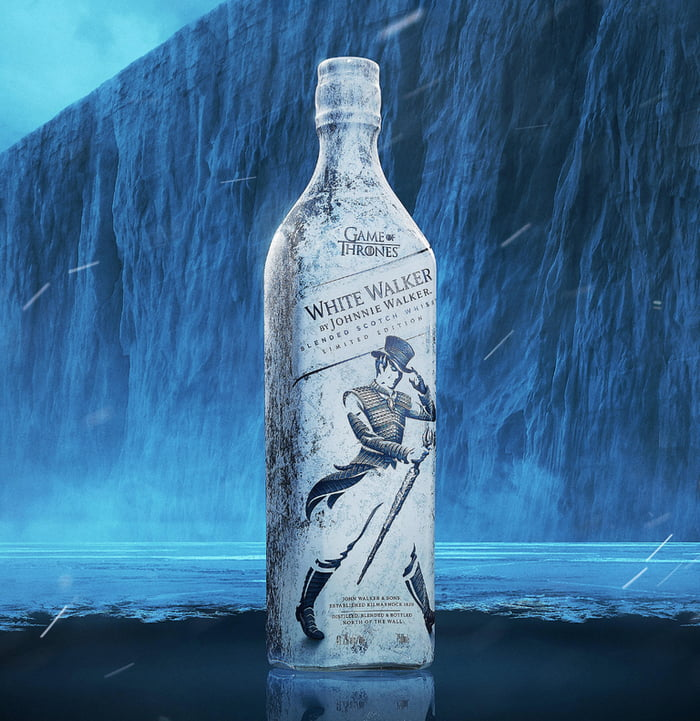 GAME OF
THRONES
WHITE WALKER
BY JOHNNIE WALKER.
BLENDED SCOTCH WHIS
LIMITED EDITION
JOHN WALKER & SONS
ESTABLISHED KILMARNOCK 1820
DISTILLED, BLENDED & BOTTLED
NORTH OF THE WALL